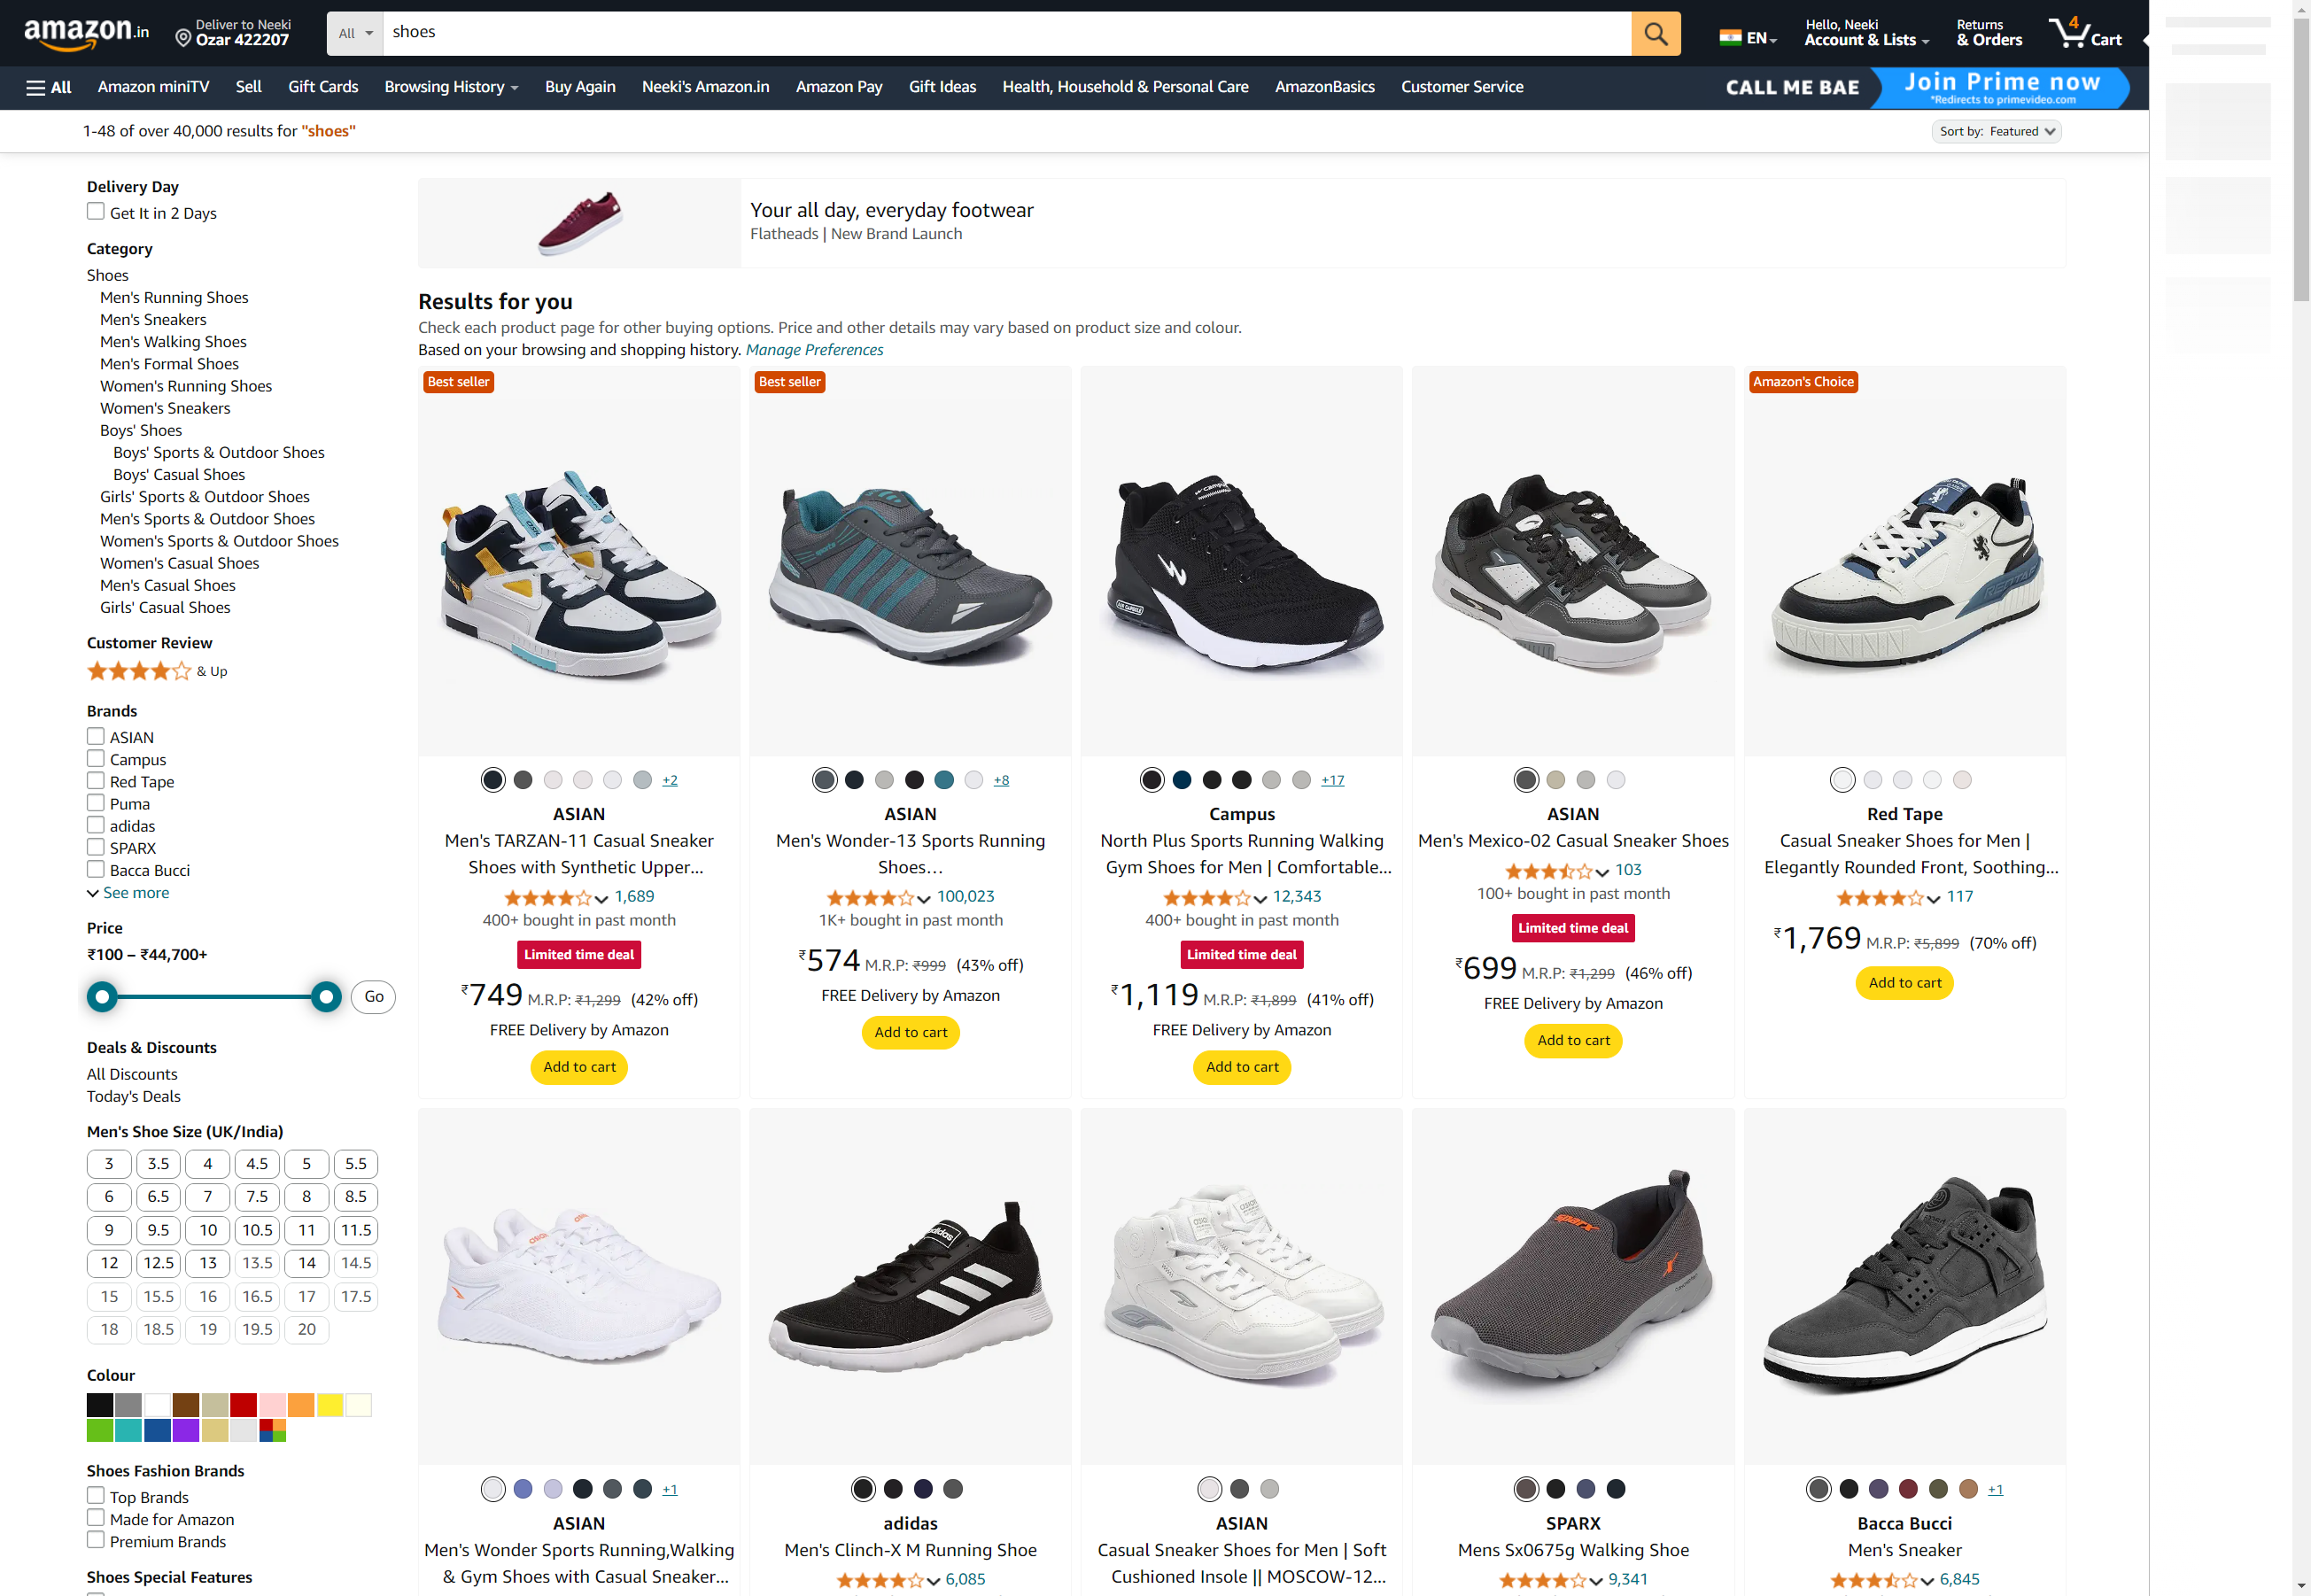 amazon.in
Deliver to Neeki
Ozar 422207
All
shoes
EN
Hello, Neeki
Account & Lists
Returns
& Orders
4
Cart
All
Amazon miniTV
Sell
Gift Cards
Browsing History
Buy Again
Neeki's Amazon.in
Amazon Pay
Gift Ideas
Health, Household & Personal Care
AmazonBasics
Customer Service
CALL ME BAE
Join Prime now
*Redirects to primevideo.com
1-48 of over 40,000 results for "shoes"
Sort by: Featured
Delivery Day
Get It in 2 Days
Category
Shoes
Men's Running Shoes
Men's Sneakers
Men's Walking Shoes
Men's Formal Shoes
Women's Running Shoes
Women's Sneakers
Boys' Shoes
Boys' Sports & Outdoor Shoes
Boys' Casual Shoes
Girls' Sports & Outdoor Shoes
Men's Sports & Outdoor Shoes
Women's Sports & Outdoor Shoes
Women's Casual Shoes
Men's Casual Shoes
Girls' Casual Shoes
Customer Review
& Up
Brands
ASIAN
Campus
Red Tape
Puma
adidas
SPARX
Bacca Bucci
See more
Price
₹100 – ₹44,700+
Go
Deals & Discounts
All Discounts
Today's Deals
Men's Shoe Size (UK/India)
3 3.5 4 4.5 5 5.5
6 6.5 7 7.5 8 8.5
9 9.5 10 10.5 11 11.5
12 12.5 13 13.5 14 14.5
15 15.5 16 16.5 17 17.5
18 18.5 19 19.5 20
Colour
Shoes Fashion Brands
Top Brands
Made for Amazon
Premium Brands
Shoes Special Features
Your all day, everyday footwear
Flatheads | New Brand Launch
Results for you
Check each product page for other buying options. Price and other details may vary based on product size and colour.
Based on your browsing and shopping history. Manage Preferences
Best seller
+2
ASIAN
Men's TARZAN-11 Casual Sneaker
Shoes with Synthetic Upper...
1,689
400+ bought in past month
Limited time deal
₹749 M.R.P: ₹1,299 (42% off)
FREE Delivery by Amazon
Add to cart
Best seller
+8
ASIAN
Men's Wonder-13 Sports Running
Shoes…
100,023
1K+ bought in past month
₹574 M.R.P: ₹999 (43% off)
FREE Delivery by Amazon
Add to cart
campus
AIR CAPSULE
+17
Campus
North Plus Sports Running Walking
Gym Shoes for Men | Comfortable...
12,343
400+ bought in past month
Limited time deal
₹1,119 M.R.P: ₹1,899 (41% off)
FREE Delivery by Amazon
Add to cart
ASIAN
Men's Mexico-02 Casual Sneaker Shoes
103
100+ bought in past month
Limited time deal
₹699 M.R.P: ₹1,299 (46% off)
FREE Delivery by Amazon
Add to cart
Amazon's Choice
Red Tape
Casual Sneaker Shoes for Men |
Elegantly Rounded Front, Soothing...
117
₹1,769 M.R.P: ₹5,899 (70% off)
Add to cart
+1
ASIAN
Men's Wonder Sports Running,Walking
& Gym Shoes with Casual Sneaker...
adidas
adidas
Men's Clinch-X M Running Shoe
6,085
ASIAN
Casual Sneaker Shoes for Men | Soft
Cushioned Insole || MOSCOW-12...
sparx
SPARX
Mens Sx0675g Walking Shoe
9,341
+1
Bacca Bucci
Men's Sneaker
6,845